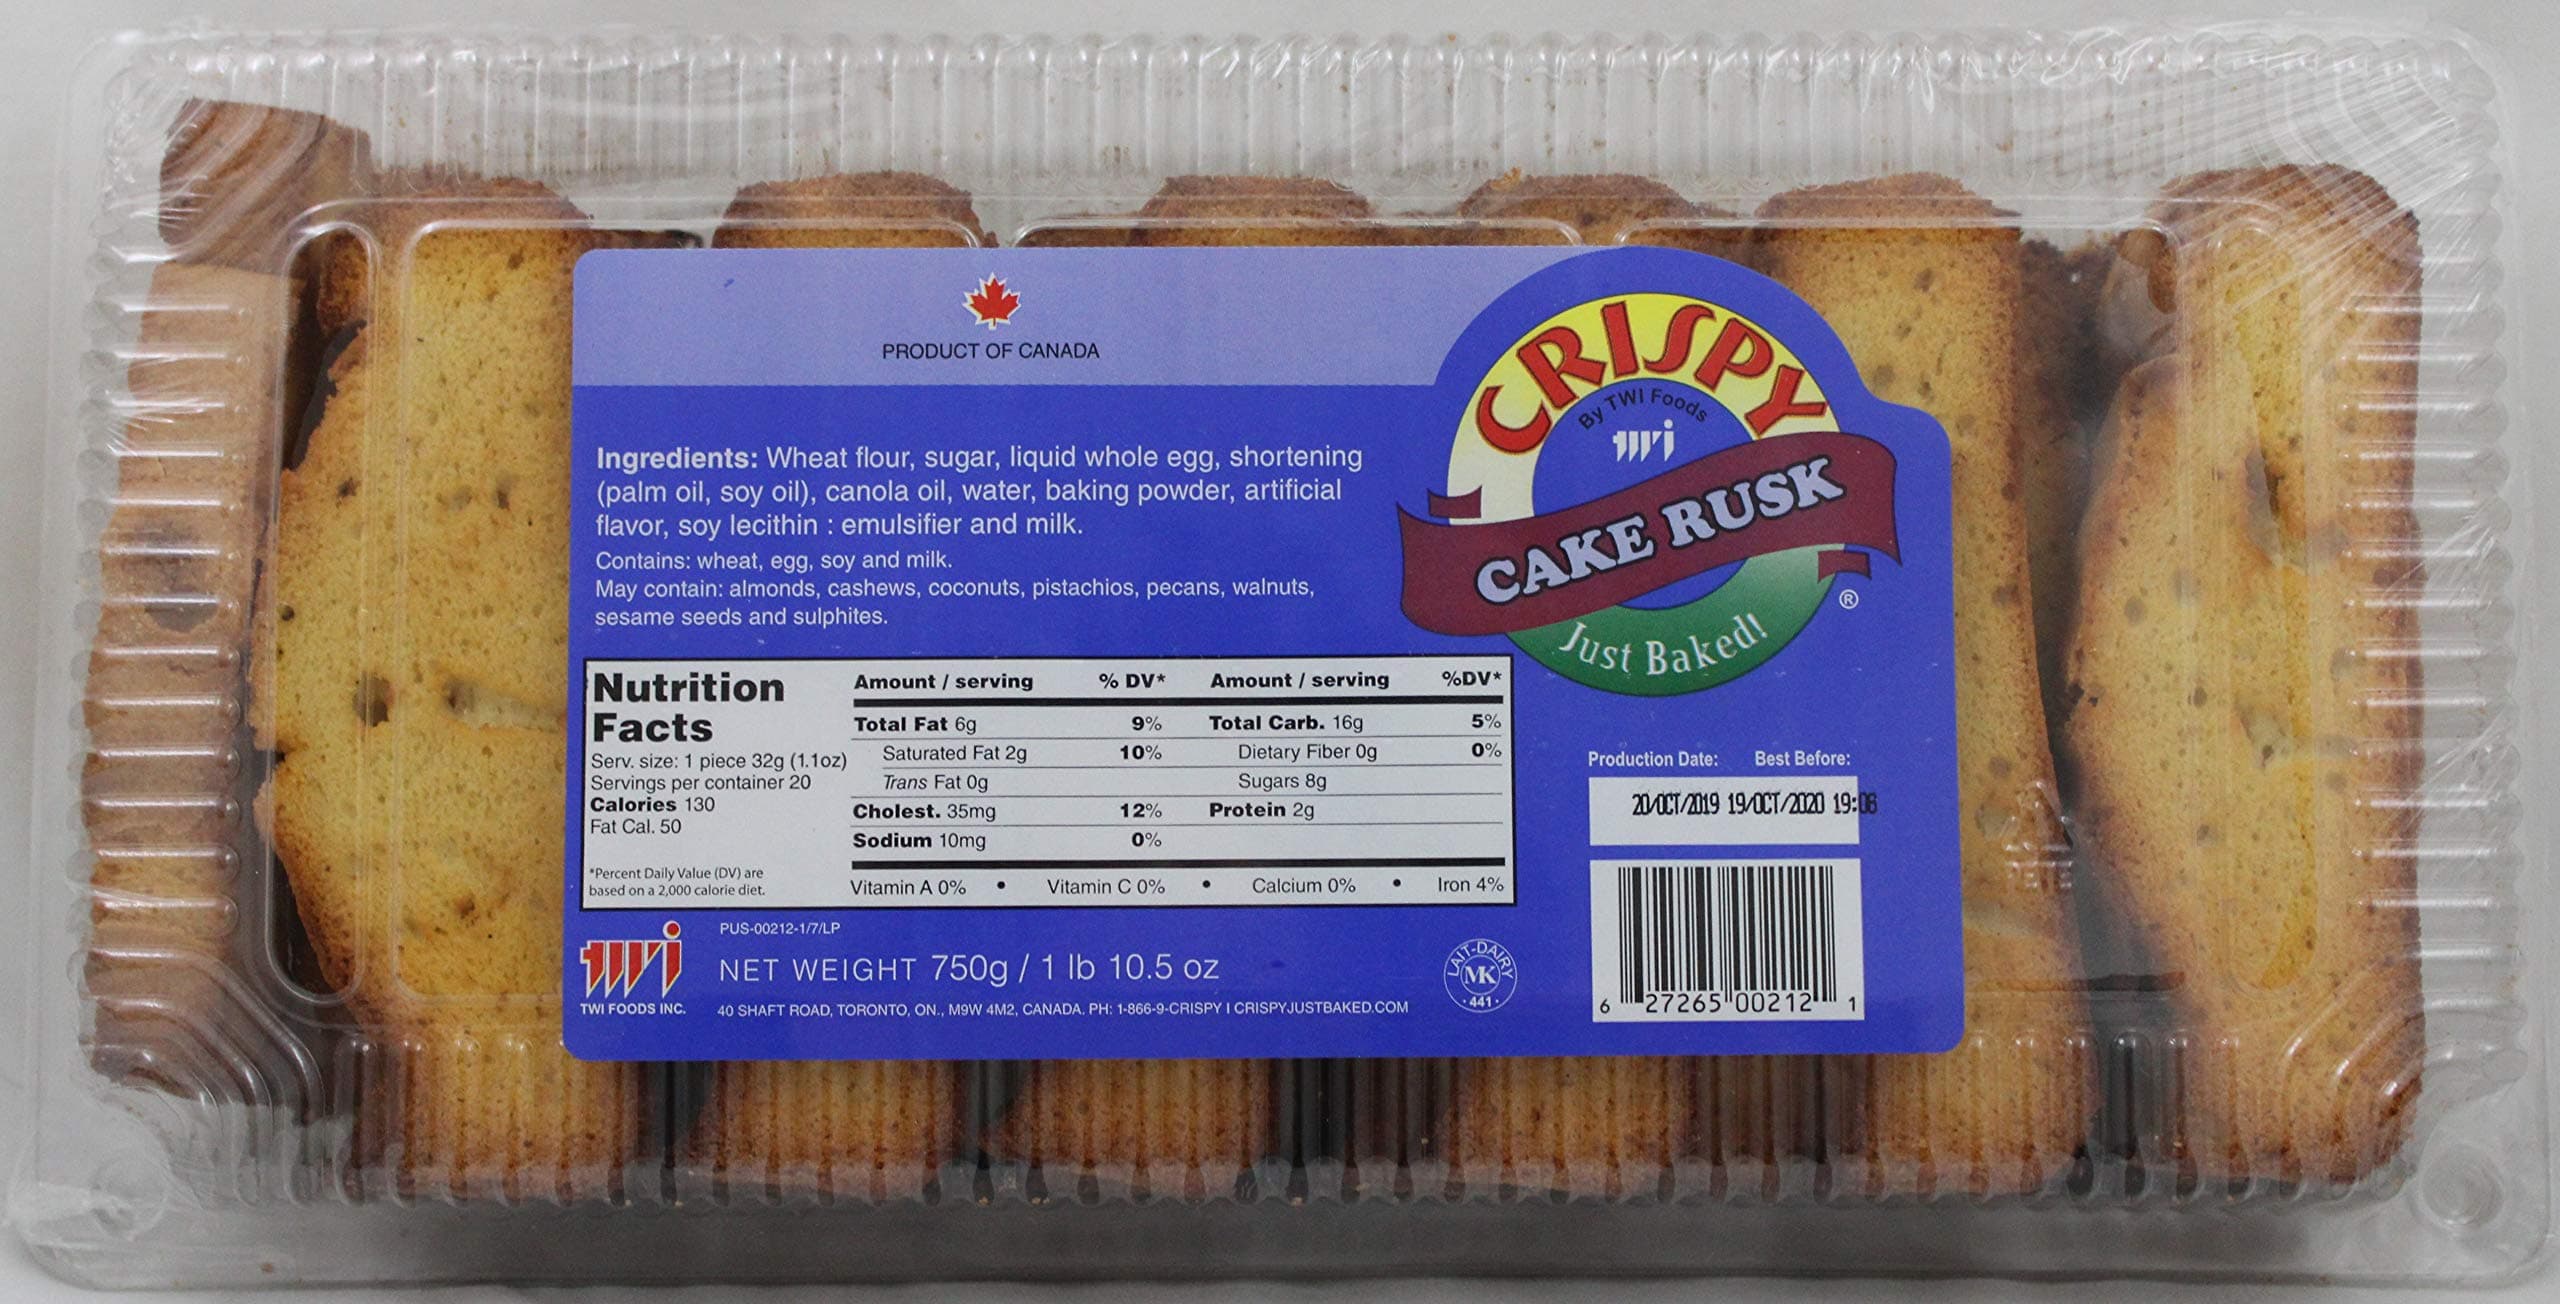 PRODUCT OF CANADA
CRISPY
By TWI Foods
twi
CAKE RUSK
Just Baked!
®
Ingredients: Wheat flour, sugar, liquid whole egg, shortening
(palm oil, soy oil), canola oil, water, baking powder, artificial
flavor, soy lecithin : emulsifier and milk.
Contains: wheat, egg, soy and milk.
May contain: almonds, cashews, coconuts, pistachios, pecans, walnuts,
sesame seeds and sulphites.
Nutrition
Facts
Serv. size: 1 piece 32g (1.1oz)
Servings per container 20
Calories 130
Fat Cal. 50
*Percent Daily Value (DV) are
based on a 2,000 calorie diet.
Amount / serving % DV* Amount / serving %DV*
Total Fat 6g 9% Total Carb. 16g 5%
Saturated Fat 2g 10% Dietary Fiber 0g 0%
Trans Fat 0g Sugars 8g
Cholest. 35mg 12% Protein 2g
Sodium 10mg 0%
Vitamin A 0% • Vitamin C 0% • Calcium 0% • Iron 4%
Production Date: Best Before:
20/OCT/2019 19/OCT/2020 19:06
twi
TWI FOODS INC.
PUS-00212-1/7/LP
NET WEIGHT 750g / 1 lb 10.5 oz
40 SHAFT ROAD, TORONTO, ON., M9W 4M2, CANADA. PH: 1-866-9-CRISPY I CRISPYJUSTBAKED.COM
LAIT-DAIRY
MK
• 441 •
6 27265 00212 1